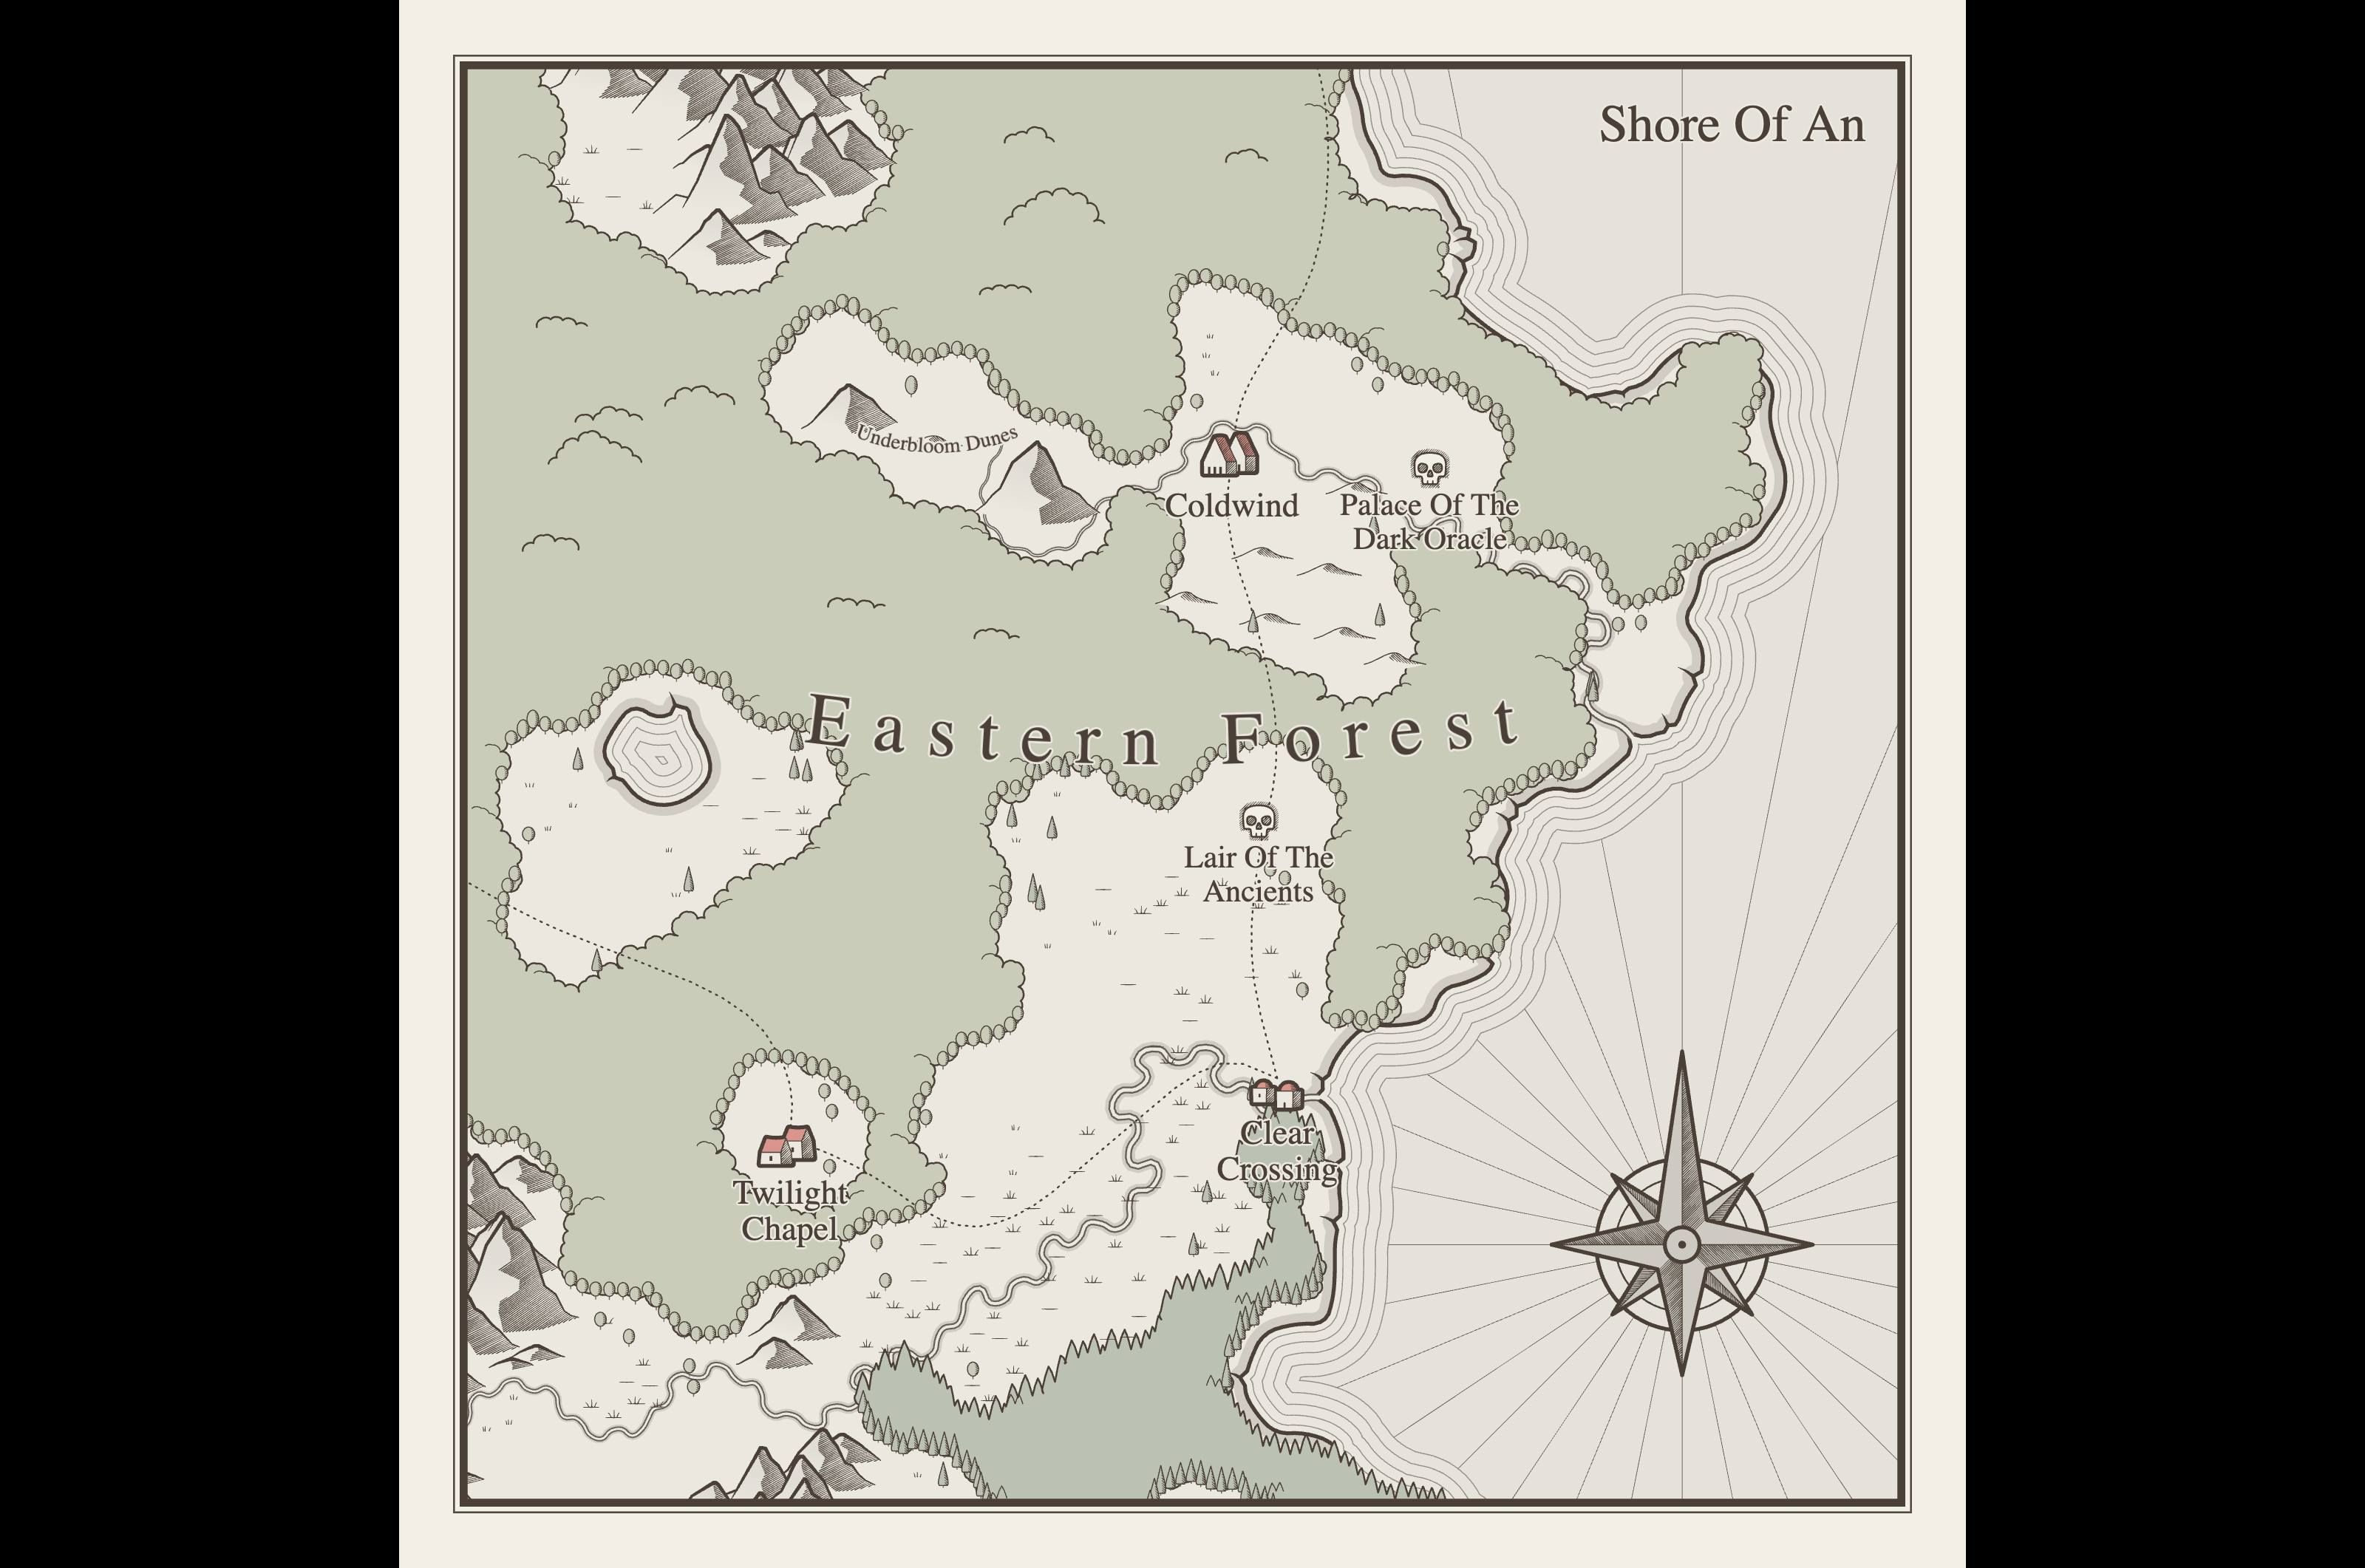 Shore Of An
Underbloom Dunes
Coldwind
Palace Of The
Dark Oracle
Eastern Forest
Lair Of The
Ancients
Clear
Crossing
Twilight
Chapel